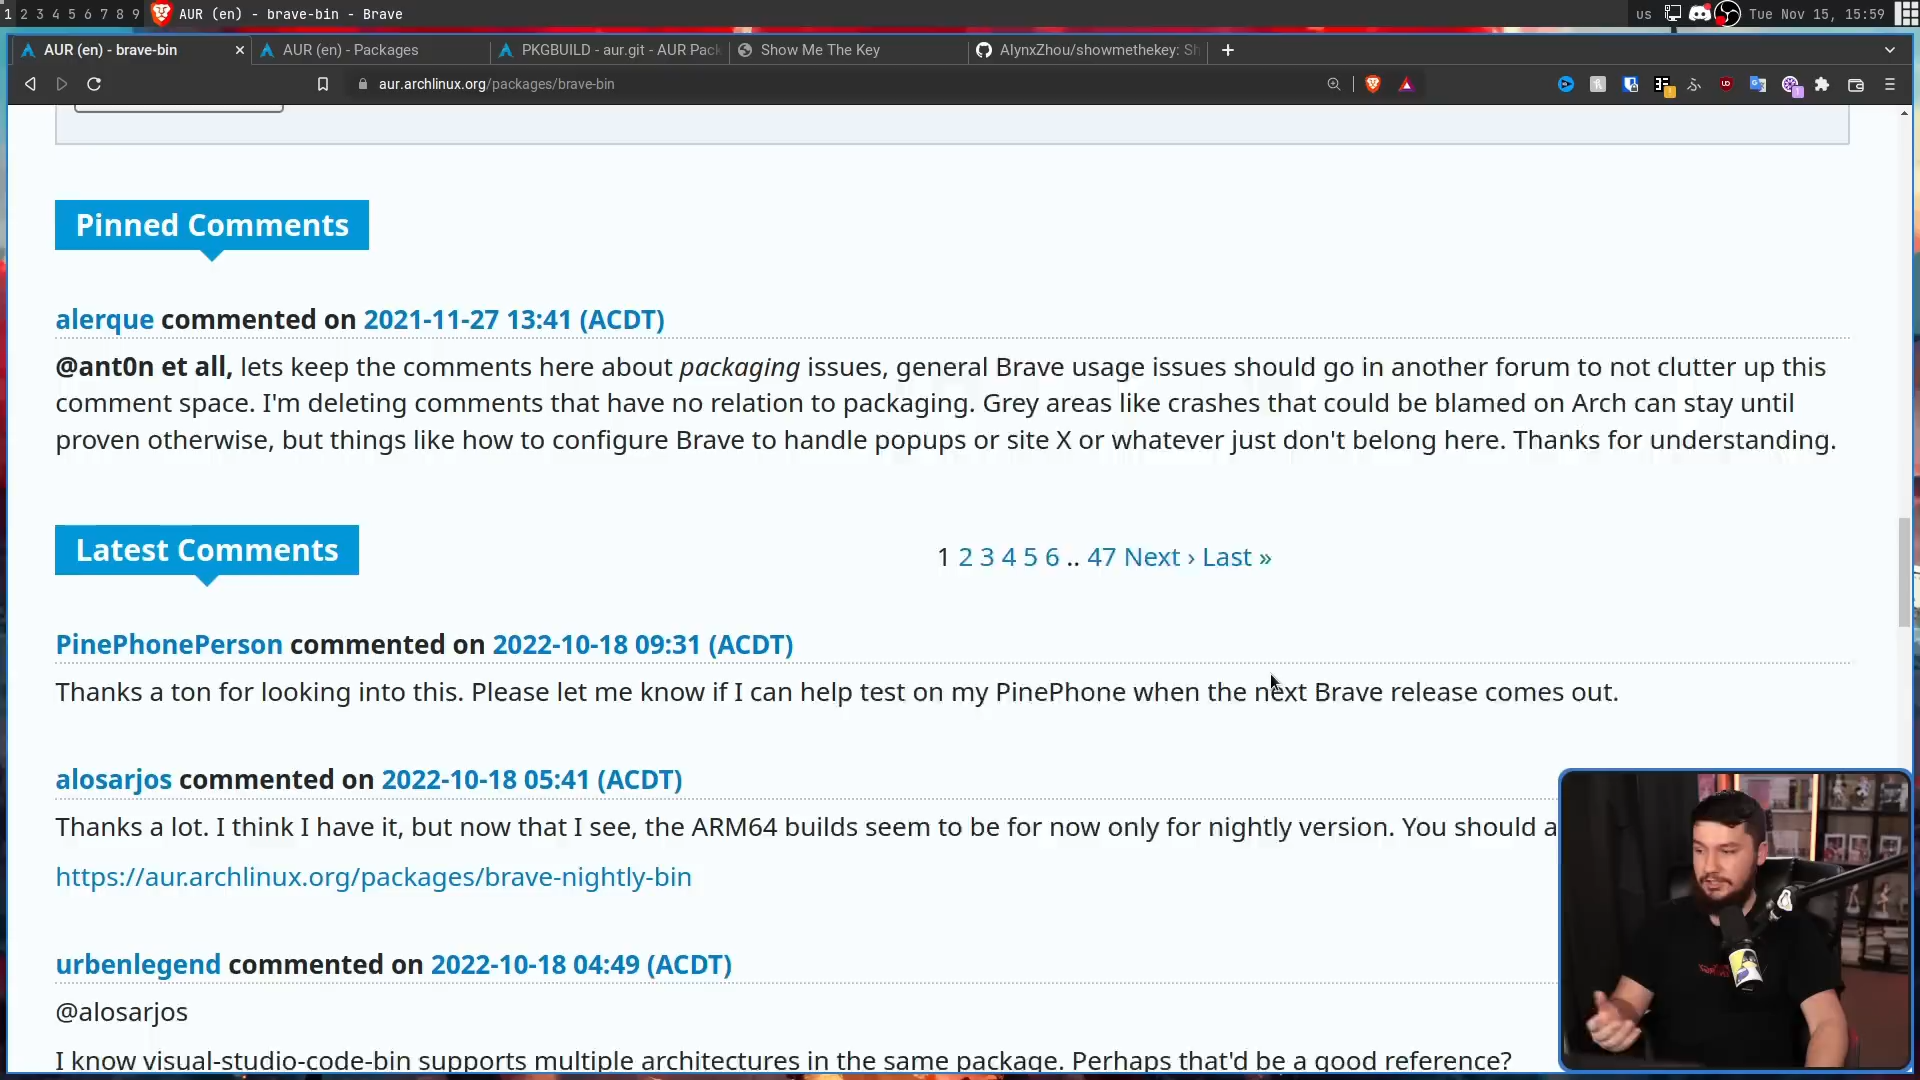 1 2 3 4 5 6 7 8 9 AUR (en) - brave-bin - Brave us Tue Nov 15, 15:59
AUR (en) - brave-bin AUR (en) - Packages PKGBUILD - aur.git - AUR Pack Show Me The Key AlynxZhou/showmethekey: Sh
aur.archlinux.org/packages/brave-bin
Pinned Comments
alerque commented on 2021-11-27 13:41 (ACDT)
@ant0n et all, lets keep the comments here about packaging issues, general Brave usage issues should go in another forum to not clutter up this
comment space. I'm deleting comments that have no relation to packaging. Grey areas like crashes that could be blamed on Arch can stay until
proven otherwise, but things like how to configure Brave to handle popups or site X or whatever just don't belong here. Thanks for understanding.
Latest Comments
1 2 3 4 5 6 .. 47 Next › Last »
PinePhonePerson commented on 2022-10-18 09:31 (ACDT)
Thanks a ton for looking into this. Please let me know if I can help test on my PinePhone when the next Brave release comes out.
alosarjos commented on 2022-10-18 05:41 (ACDT)
Thanks a lot. I think I have it, but now that I see, the ARM64 builds seem to be for now only for nightly version. You should a
https://aur.archlinux.org/packages/brave-nightly-bin
urbenlegend commented on 2022-10-18 04:49 (ACDT)
@alosarjos
I know visual-studio-code-bin supports multiple architectures in the same package. Perhaps that'd be a good reference?